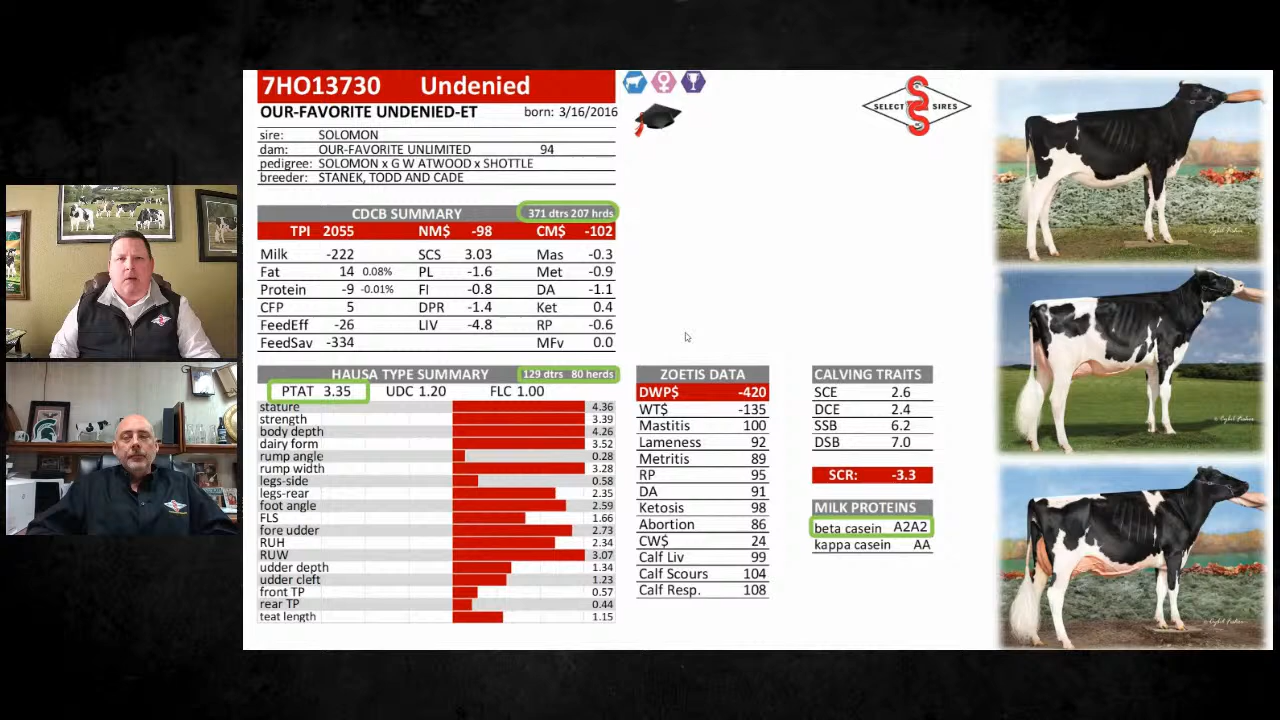 7HO13730 Undenied
OUR-FAVORITE UNDENIED-ET born: 3/16/2016
sire: SOLOMON
dam: OUR-FAVORITE UNLIMITED 94
pedigree: SOLOMON x G W ATWOOD x SHOTTLE
breeder: STANEK, TODD AND CADE
SELECT SIRES
CDCB SUMMARY 371 dtrs 207 hrds
TPI 2055 NM$ -98 CM$ -102
Milk -222 SCS 3.03 Mas -0.3
Fat 14 0.08% PL -1.6 Met -0.9
Protein -9 -0.01% FI -0.8 DA -1.1
CFP 5 DPR -1.4 Ket 0.4
FeedEff -26 LIV -4.8 RP -0.6
FeedSav -334 MFv 0.0
HAUSA TYPE SUMMARY 129 dtrs 80 herds
PTAT 3.35 UDC 1.20 FLC 1.00
stature 4.36
strength 3.39
body depth 4.26
dairy form 3.52
rump angle 0.28
rump width 3.28
legs-side 0.58
legs-rear 2.35
foot angle 2.59
FLS 1.66
fore udder 2.73
RUH 2.34
RUW 3.07
udder depth 1.34
udder cleft 1.23
front TP 0.57
rear TP 0.44
teat length 1.15
ZOETIS DATA
DWP$ -420
WT$ -135
Mastitis 100
Lameness 92
Metritis 89
RP 95
DA 91
Ketosis 98
Abortion 86
CW$ 24
Calf Liv 99
Calf Scours 104
Calf Resp. 108
CALVING TRAITS
SCE 2.6
DCE 2.4
SSB 6.2
DSB 7.0
SCR: -3.3
MILK PROTEINS
beta casein A2A2
kappa casein AA